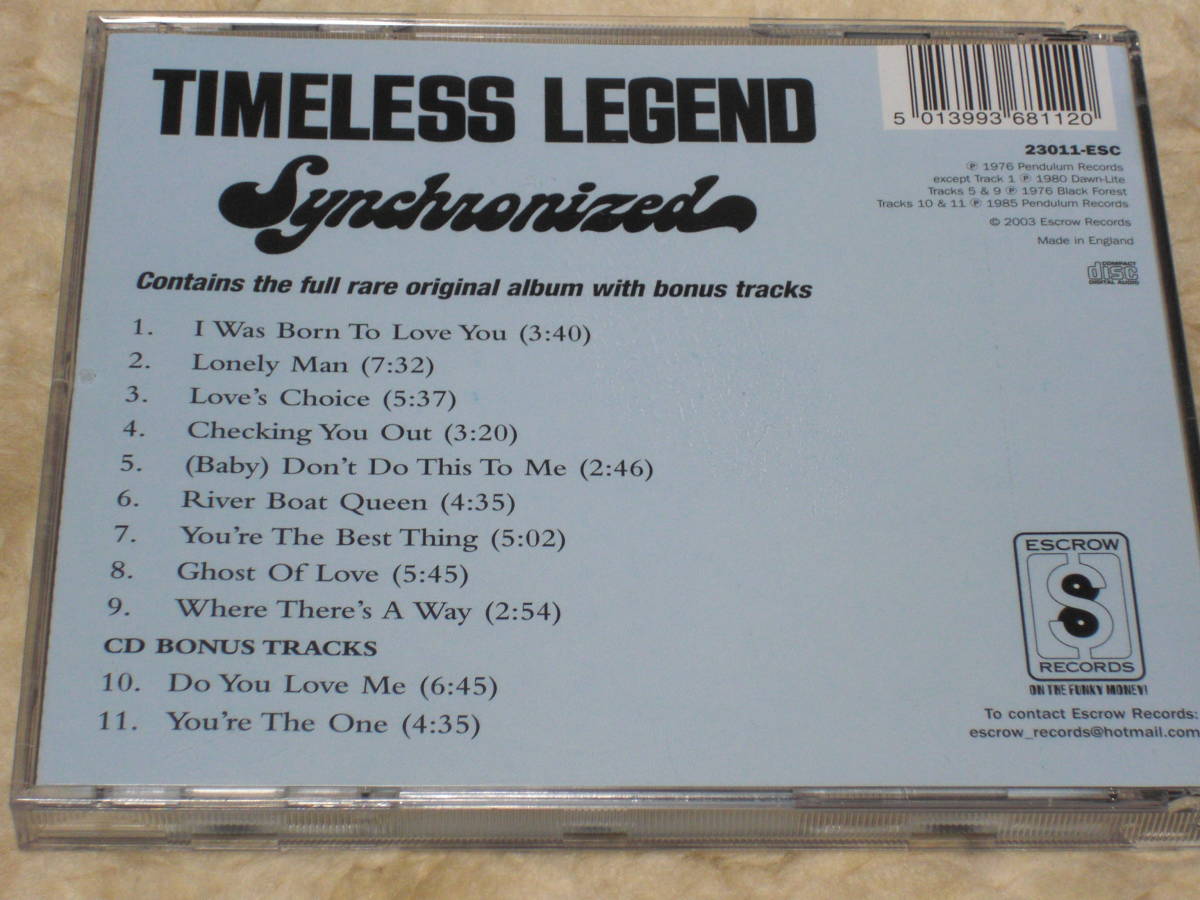 TIMELESS LEGEND
Synchronized
Contains the full rare original album with bonus tracks
1. I Was Born To Love You (3:40)
2. Lonely Man (7:32)
3. Love's Choice (5:37)
4. Checking You Out (3:20)
5. (Baby) Don't Do This To Me (2:46)
6. River Boat Queen (4:35)
7. You're The Best Thing (5:02)
8. Ghost Of Love (5:45)
9. Where There's A Way (2:54)
CD BONUS TRACKS
10. Do You Love Me (6:45)
11. You're The One (4:35)
5 013993 681120
23011-ESC
℗ 1976 Pendulum Records
except Track 1 ℗ 1980 Dawn-Lite
Tracks 5 & 9 ℗ 1976 Black Forest
Tracks 10 & 11 ℗ 1985 Pendulum Records
© 2003 Escrow Records
Made in England
COMPACT
disc
DIGITAL AUDIO
ESCROW
S
RECORDS
ON THE FUNKY MONEY!
To contact Escrow Records:
escrow_records@hotmail.com